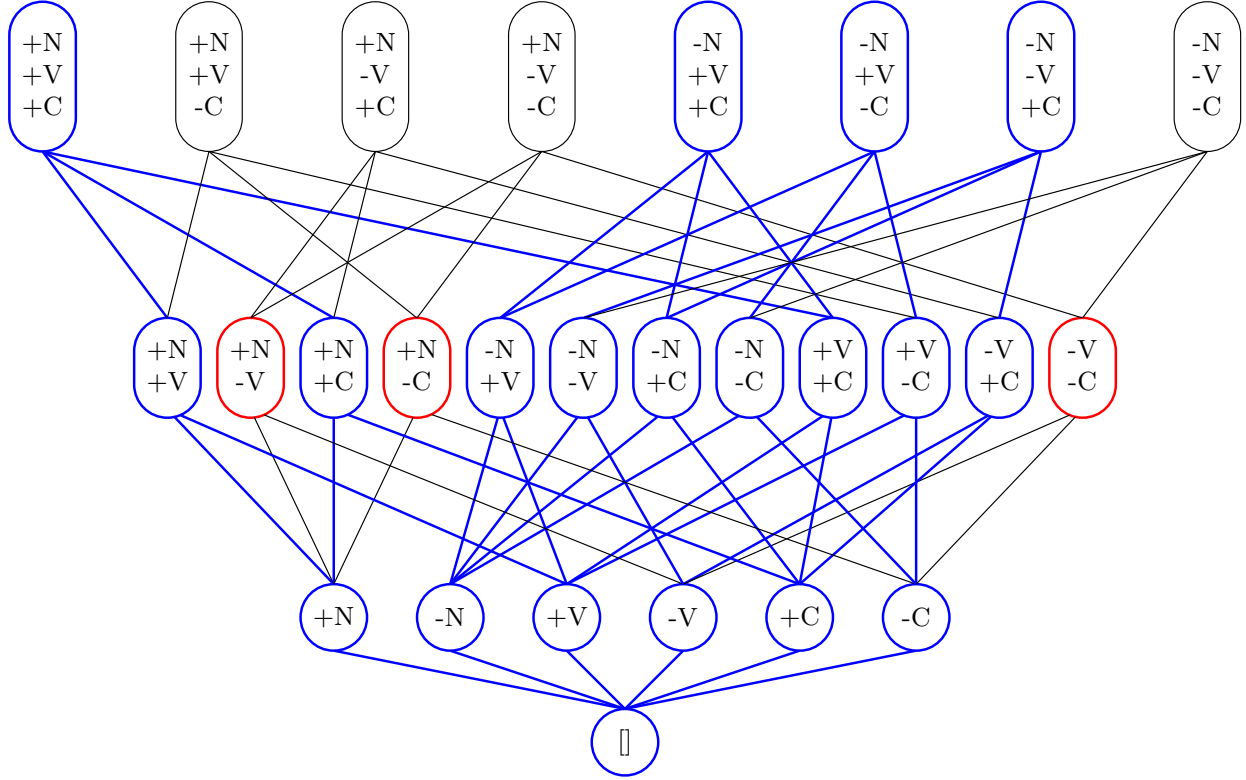 +N
+V
+C
+N
+V
-C
+N
-V
+C
+N
-V
-C
-N
+V
+C
-N
+V
-C
-N
-V
+C
-N
-V
-C
+N
+V
+N
-V
+N
+C
+N
-C
-N
+V
-N
-V
-N
+C
-N
-C
+V
+C
+V
-C
-V
+C
-V
-C
+N
-N
+V
-V
+C
-C
[]